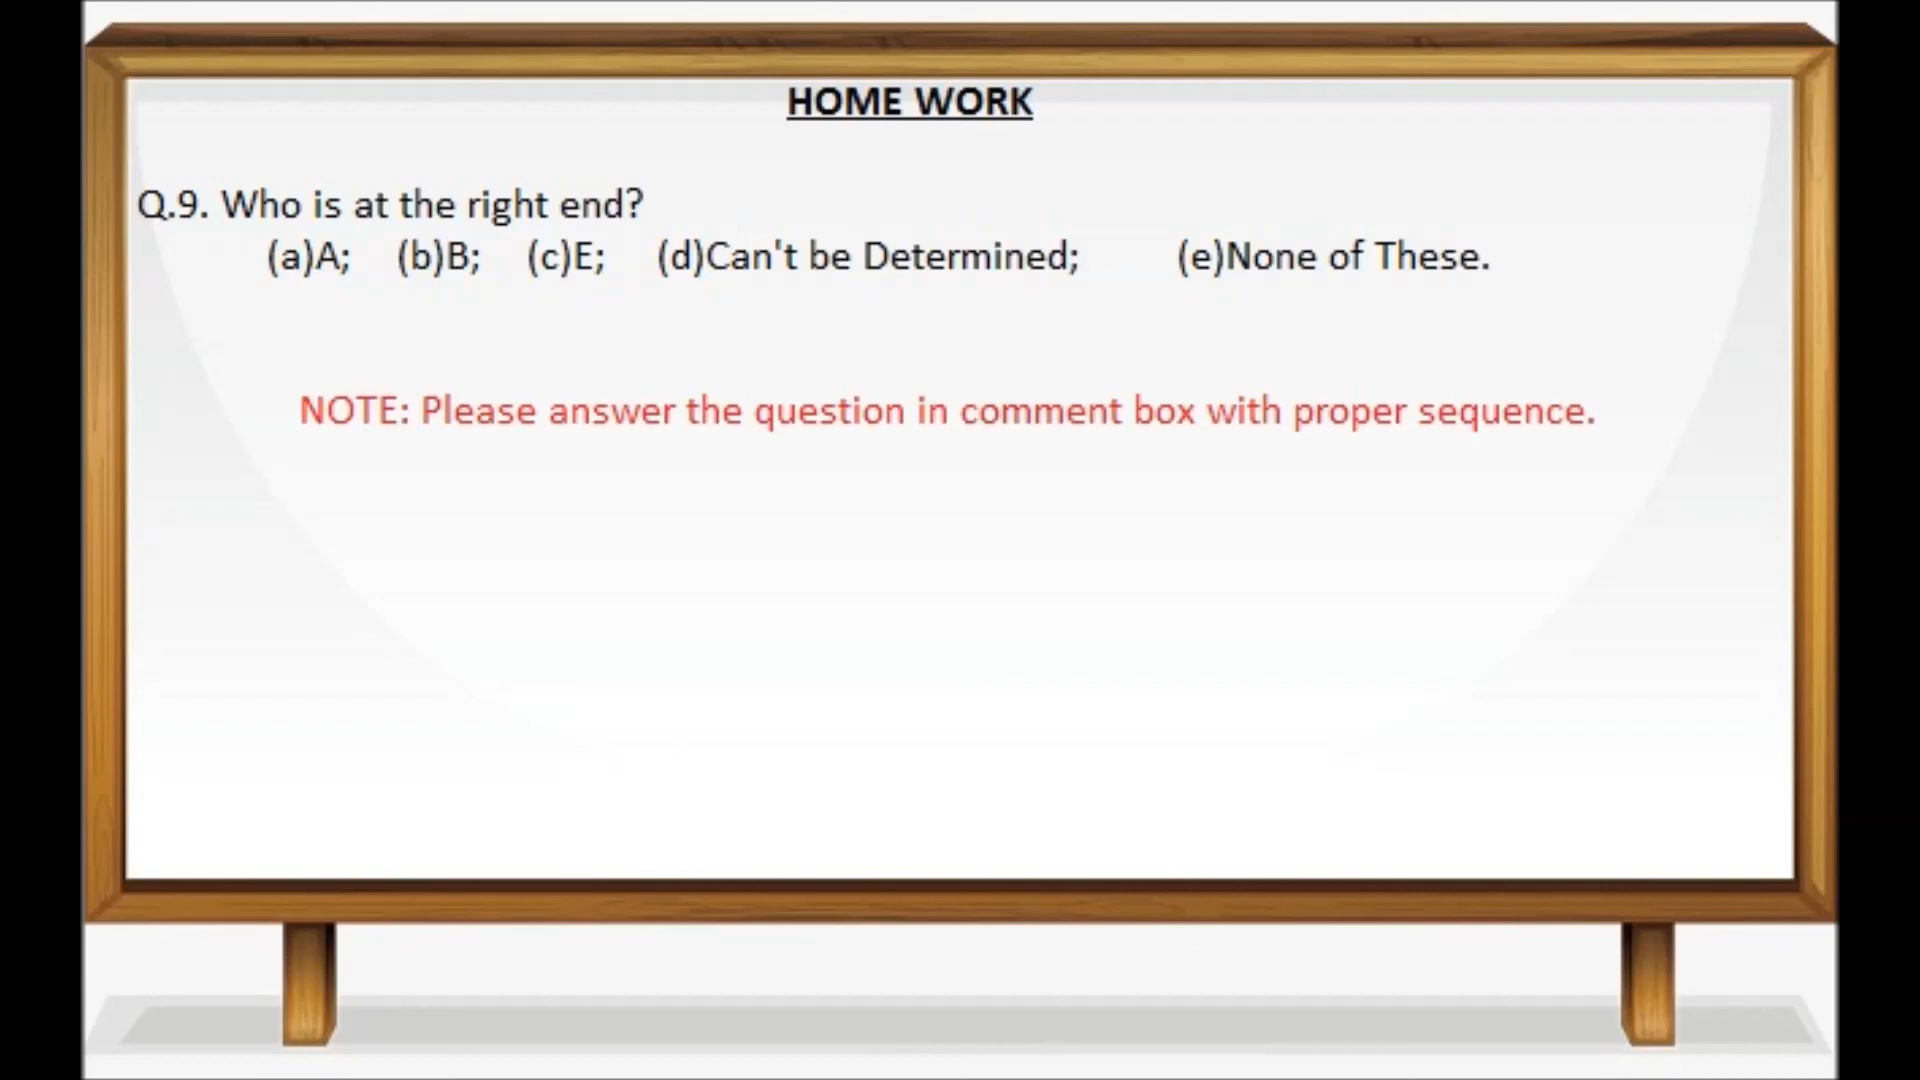 HOME WORK
Q.9. Who is at the right end?
(a)A; (b)B; (c)E; (d)Can't be Determined; (e)None of These.
NOTE: Please answer the question in comment box with proper sequence.